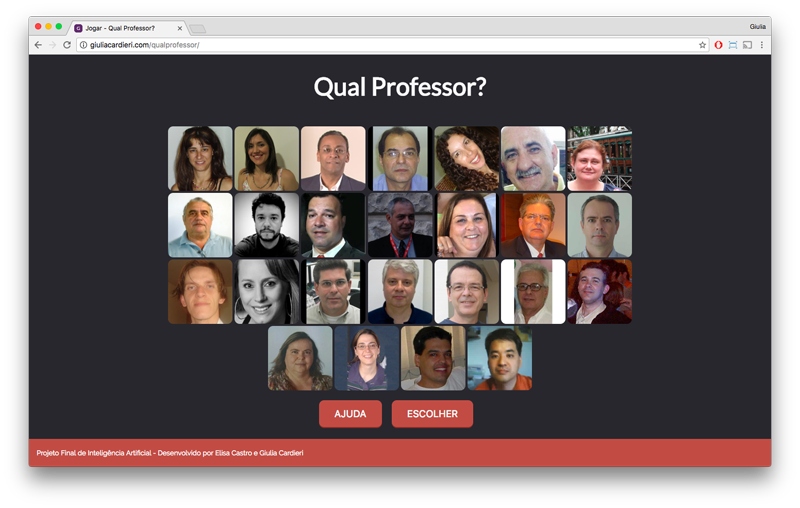 Jogar - Qual Professor?
Giulia
giuliacardieri.com/qualprofessor/
Qual Professor?
AJUDA
ESCOLHER
Projeto Final de Inteligência Artificial - Desenvolvido por Elisa Castro e Giulia Cardieri